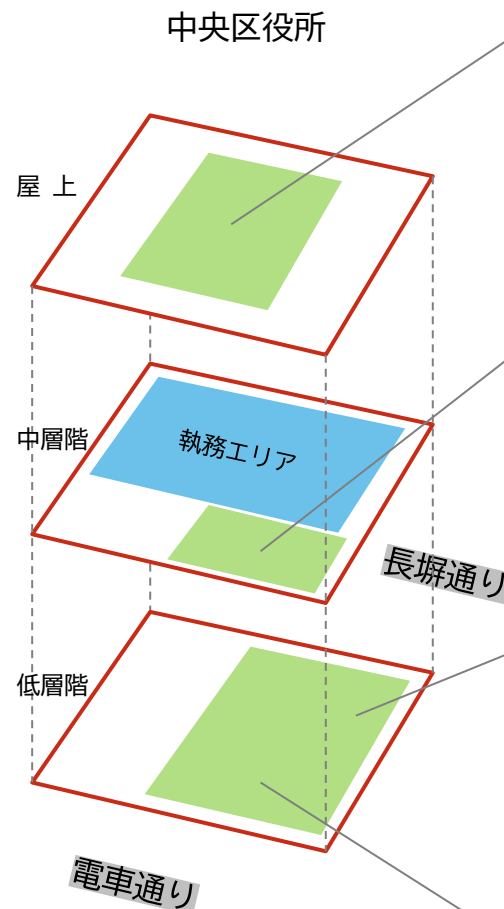 中央区役所
屋 上
中層階
執務エリア
長塀通り
低層階
電車通り